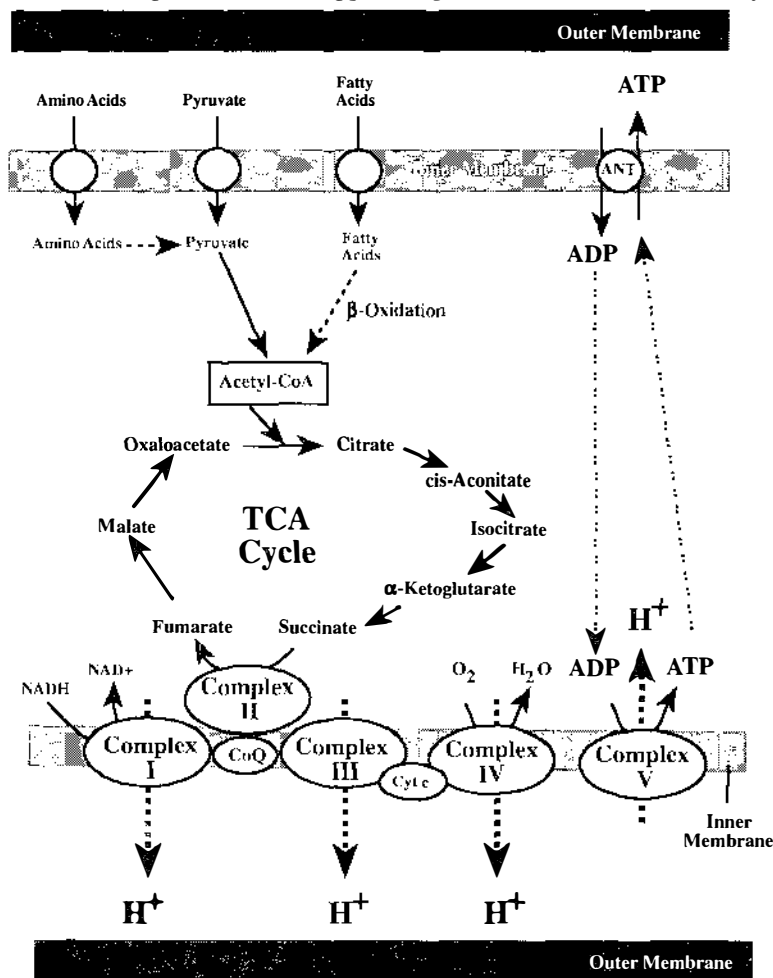 Outer Membrane
Amino Acids
Pyruvate
Fatty
Acids
ATP
Inner Membrane
ANT
Amino Acids
Pyruvate
Fatty
Acids
ADP
β-Oxidation
Acetyl-CoA
Oxaloacetate
Citrate
cis-Aconitate
Malate
TCA
Cycle
Isocitrate
α-Ketoglutarate
H+
Fumarate
Succinate
NADH
NAD+
Complex
II
O2
H2O
ADP
ATP
Complex
I
CoQ
Complex
III
Cyt c
Complex
IV
Complex
V
Inner
Membrane
H+
H+
H+
Outer Membrane